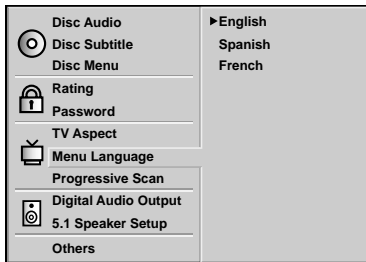 Disc Audio
Disc Subtitle
Disc Menu
Rating
Password
TV Aspect
Menu Language
Progressive Scan
Digital Audio Output
5.1 Speaker Setup
Others
English
Spanish
French